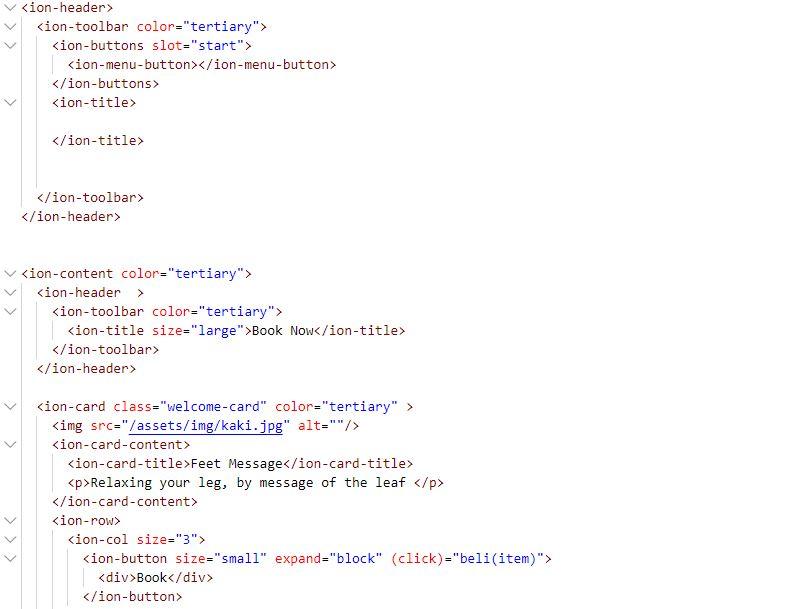 <ion-header>
<ion-toolbar color="tertiary">
<ion-buttons slot="start">
<ion-menu-button></ion-menu-button>
</ion-buttons>
<ion-title>
</ion-title>
</ion-toolbar>
</ion-header>
<ion-content color="tertiary">
<ion-header  >
<ion-toolbar color="tertiary">
<ion-title size="large">Book Now</ion-title>
</ion-toolbar>
</ion-header>
<ion-card class="welcome-card" color="tertiary" >
<img src="/assets/img/kaki.jpg" alt=""/>
<ion-card-content>
<ion-card-title>Feet Message</ion-card-title>
<p>Relaxing your leg, by message of the leaf </p>
</ion-card-content>
<ion-row>
<ion-col size="3">
<ion-button size="small" expand="block" (click)="beli(item)">
<div>Book</div>
</ion-button>